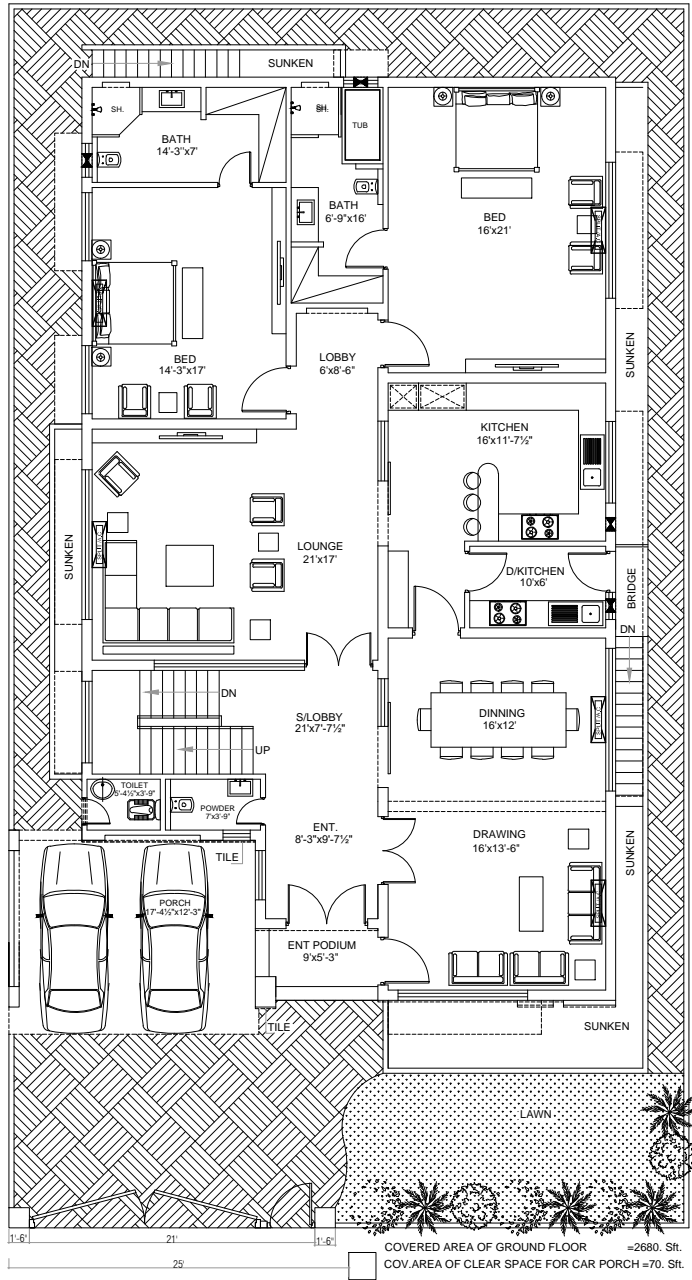 DN
SUNKEN
SH.
BATH
14'-3"x7'
SH.
TUB
BATH
6'-9"x16'
BED
16'x21'
BED
14'-3"x17'
LOBBY
6'x8'-6"
SUNKEN
KITCHEN
16'x11'-7½"
LOUNGE
21'x17'
SUNKEN
D/KITCHEN
10'x6'
BRIDGE
DN
DN
UP
S/LOBBY
21'x7'-7½"
DINNING
16'x12'
TOILET
5'-4½"x3'-9"
POWDER
7'x3'-9"
ENT.
8'-3"x9'-7½"
DRAWING
16'x13'-6"
SUNKEN
TILE
PORCH
17'-4½"x12'-3"
ENT PODIUM
9'x5'-3"
TILE
SUNKEN
LAWN
1'-6"
21'
1'-6"
25'
COVERED AREA OF GROUND FLOOR =2680. Sft.
COV.AREA OF CLEAR SPACE FOR CAR PORCH =70. Sft.